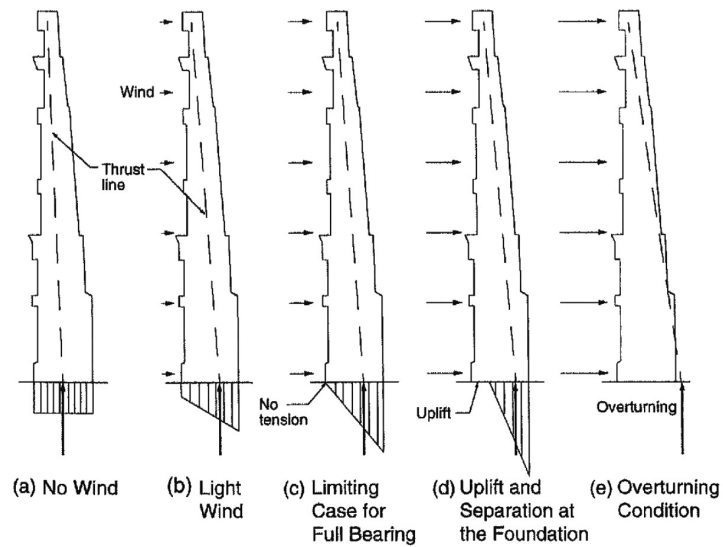 Wind
Thrust
line
No
tension
Uplift
Overturning
(a) No Wind
(b) Light
Wind
(c) Limiting
Case for
Full Bearing
(d) Uplift and
Separation at
the Foundation
(e) Overturning
Condition